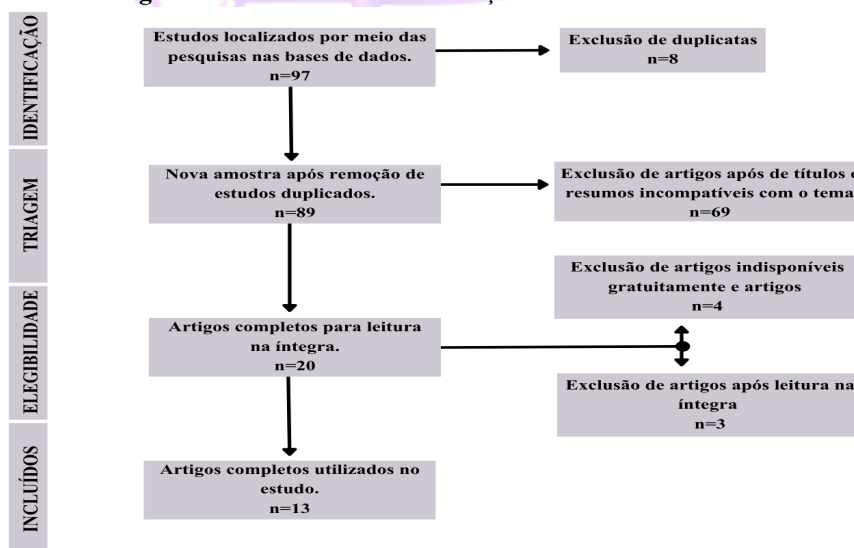 IDENTIFICAÇÃO
Estudos localizados por meio das
pesquisas nas bases de dados.
n=97
Exclusão de duplicatas
n=8
TRIAGEM
Nova amostra após remoção de
estudos duplicados.
n=89
Exclusão de artigos após de títulos e
resumos incompatíveis com o tema
n=69
ELEGIBILIDADE
Exclusão de artigos indisponíveis
gratuitamente e artigos
n=4
Artigos completos para leitura
na íntegra.
n=20
Exclusão de artigos após leitura na
íntegra
n=3
INCLUÍDOS
Artigos completos utilizados no
estudo.
n=13